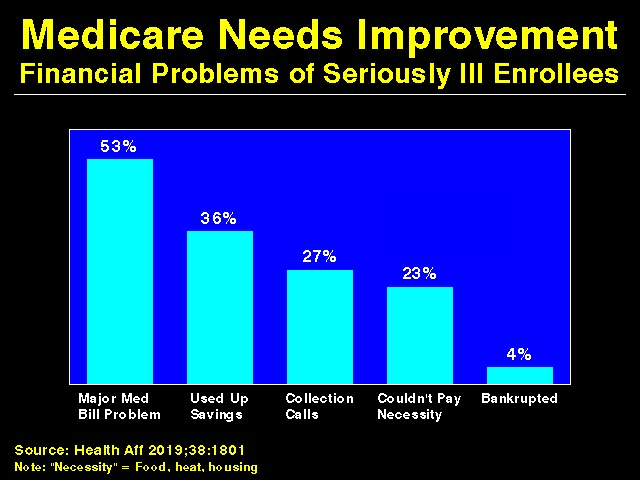 Medicare Needs Improvement
Financial Problems of Seriously Ill Enrollees
53%
36%
27%
23%
4%
Major Med
Bill Problem
Used Up
Savings
Collection
Calls
Couldn't Pay
Necessity
Bankrupted
Source: Health Aff 2019;38:1801
Note: "Necessity" = Food, heat, housing